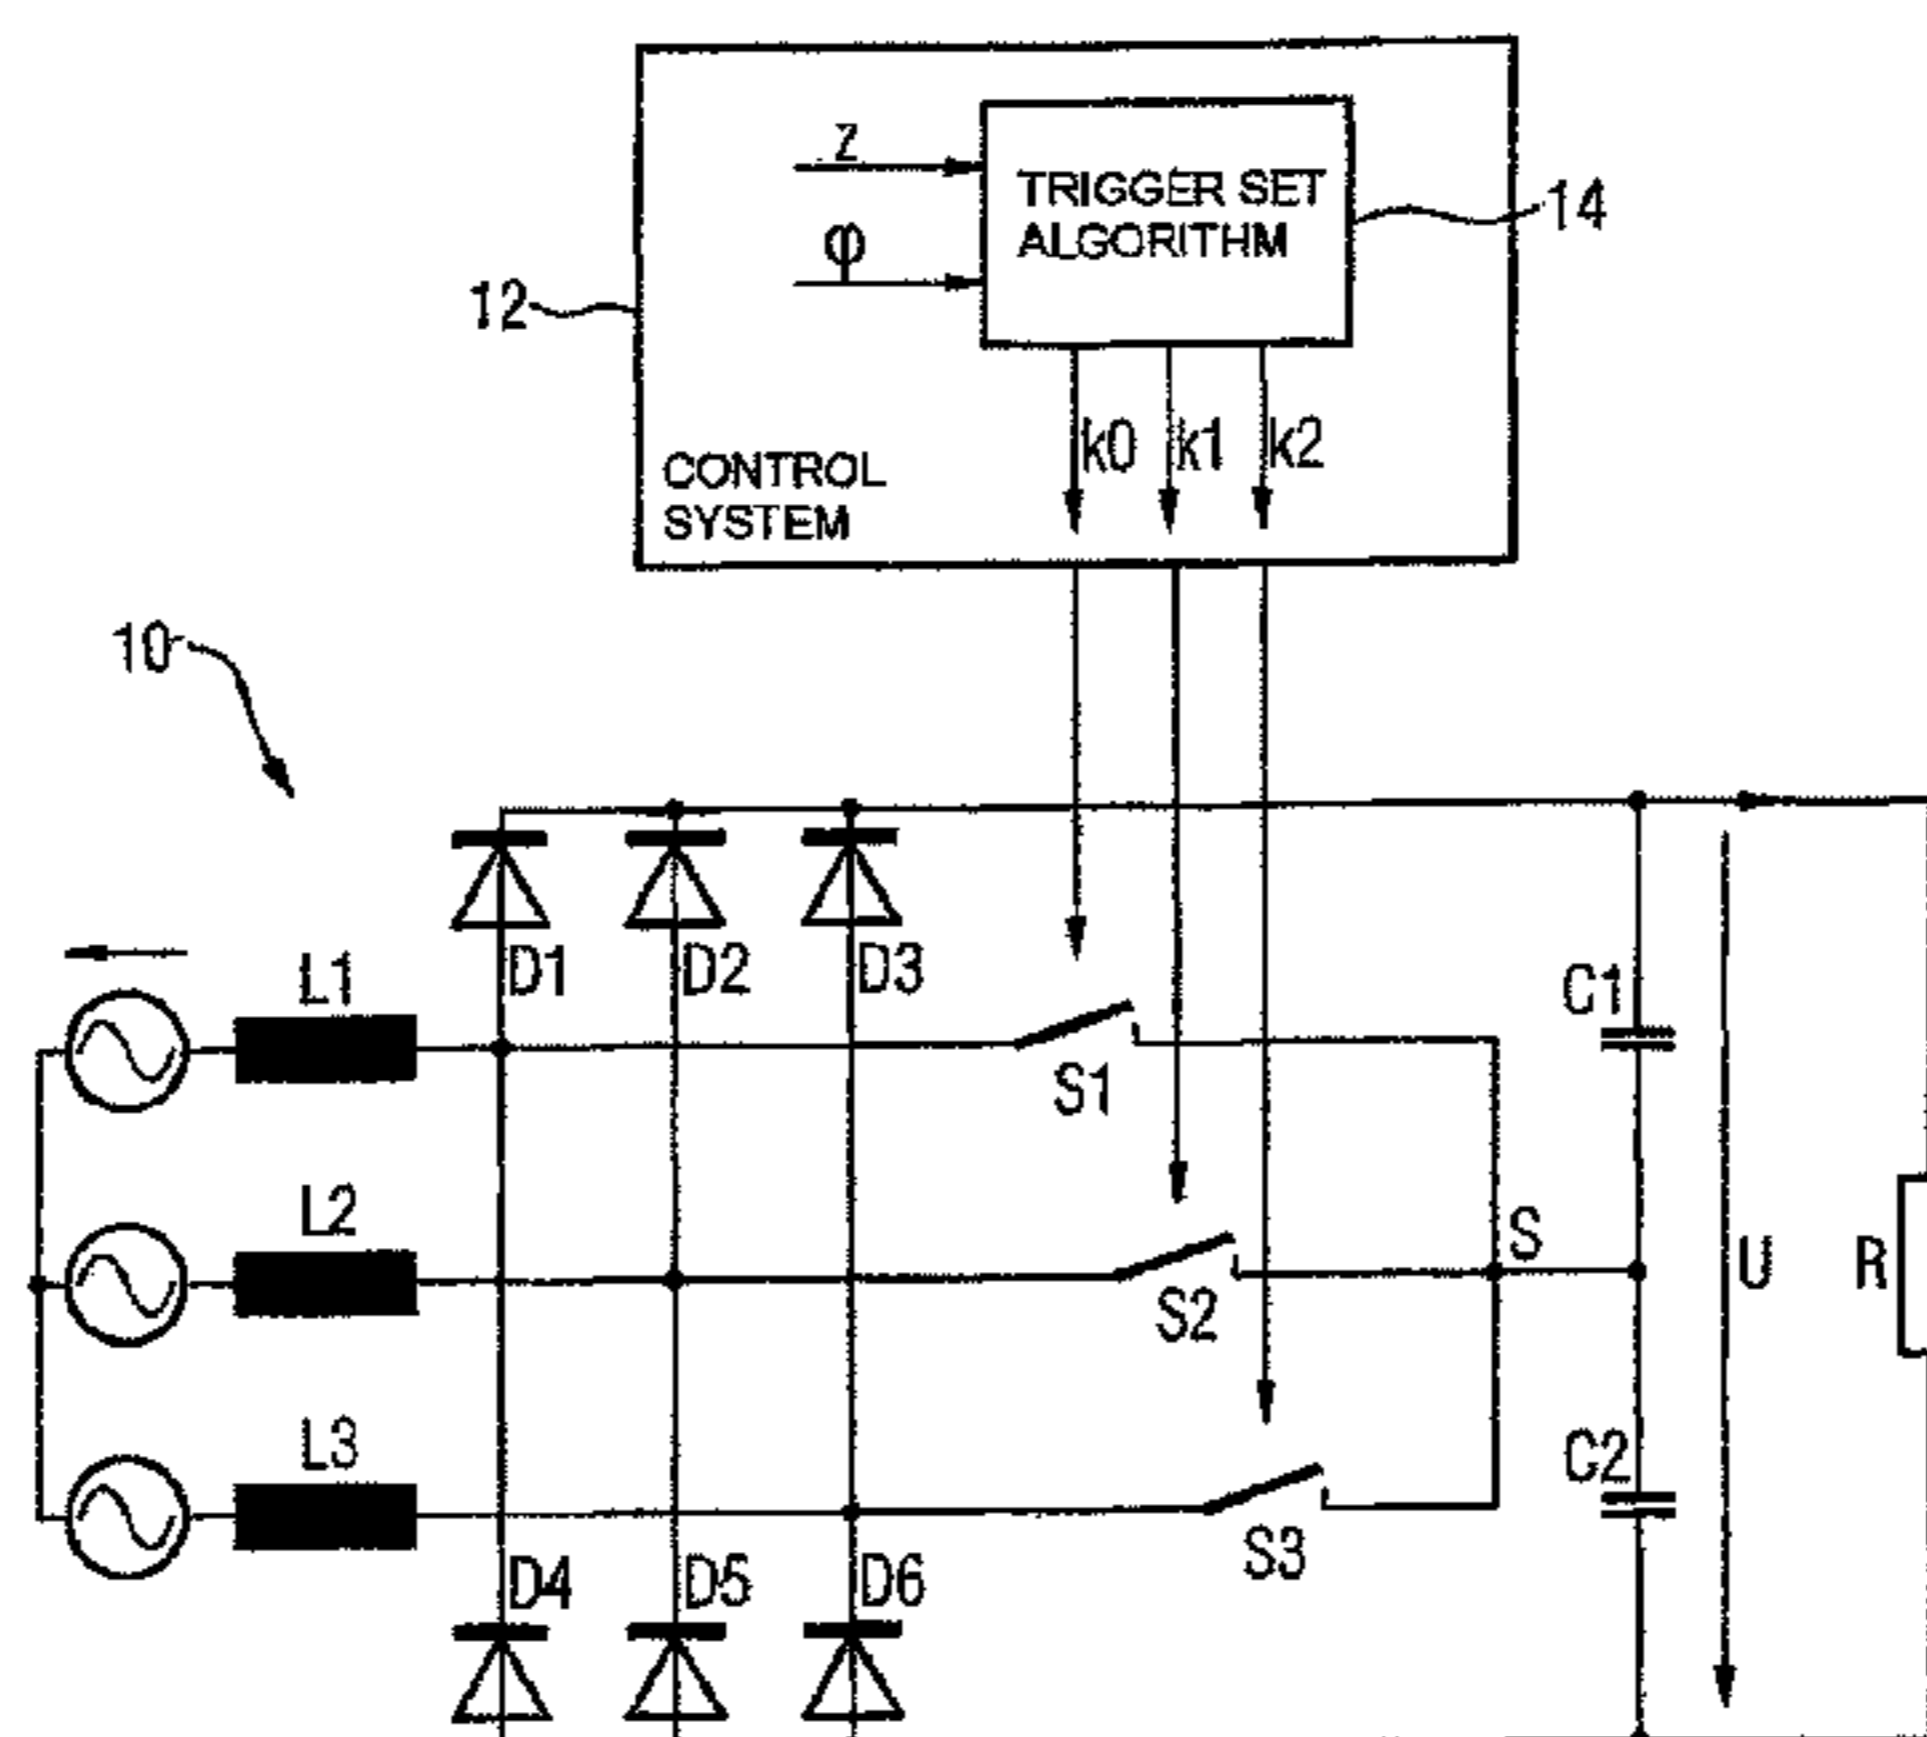 z
TRIGGER SET
ALGORITHM
14
φ
12
k0 k1 k2
CONTROL
SYSTEM
10
D1 D2 D3
L1
C1
S1
L2
S
U
R
S2
L3
C2
S3
D4 D5 D6